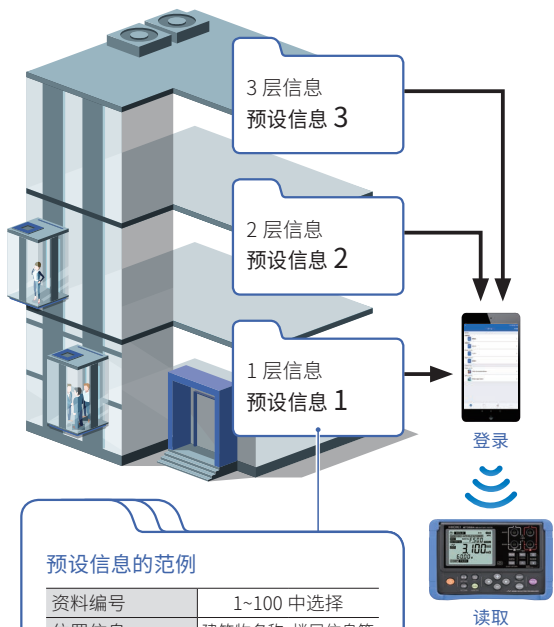 3 层信息
预设信息 3
2 层信息
预设信息 2
1 层信息
预设信息 1
登录
读取
预设信息的范例
资料编号 1~100 中选择